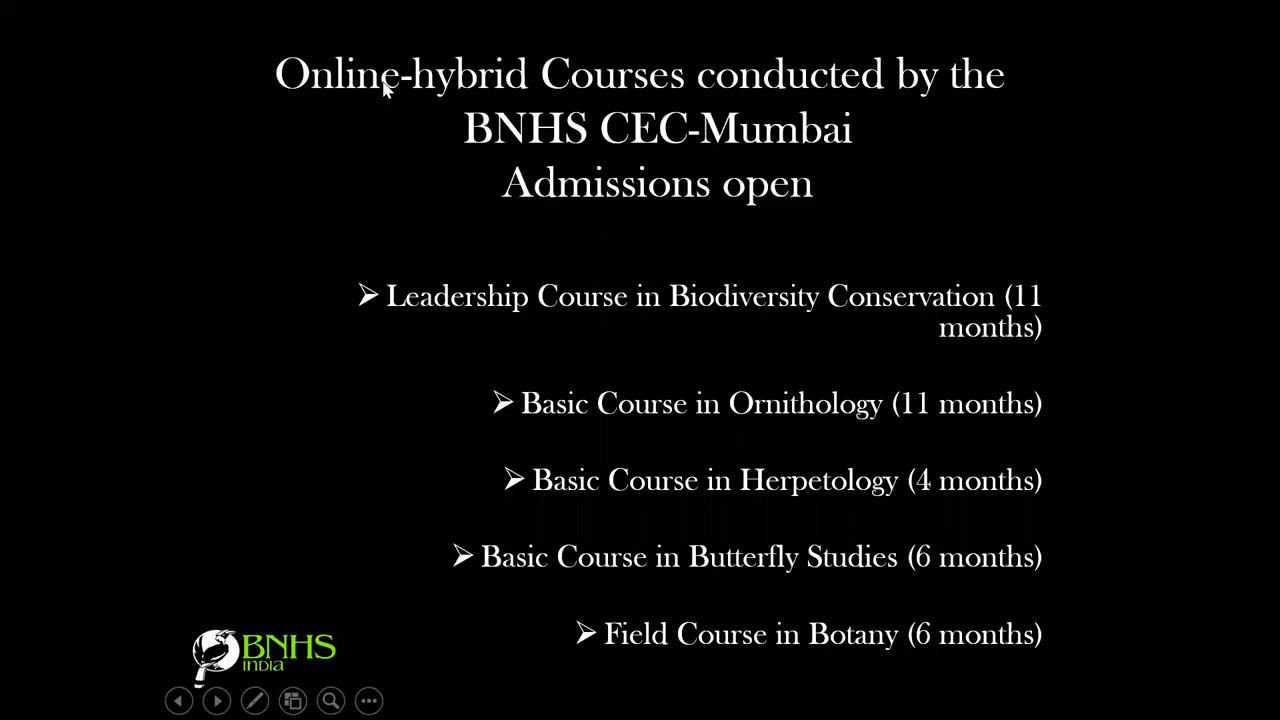 Online-hybrid Courses conducted by the
BNHS CEC-Mumbai
Admissions open
➢ Leadership Course in Biodiversity Conservation (11
months)
➢ Basic Course in Ornithology (11 months)
➢ Basic Course in Herpetology (4 months)
➢ Basic Course in Butterfly Studies (6 months)
➢ Field Course in Botany (6 months)
BNHS
INDIA